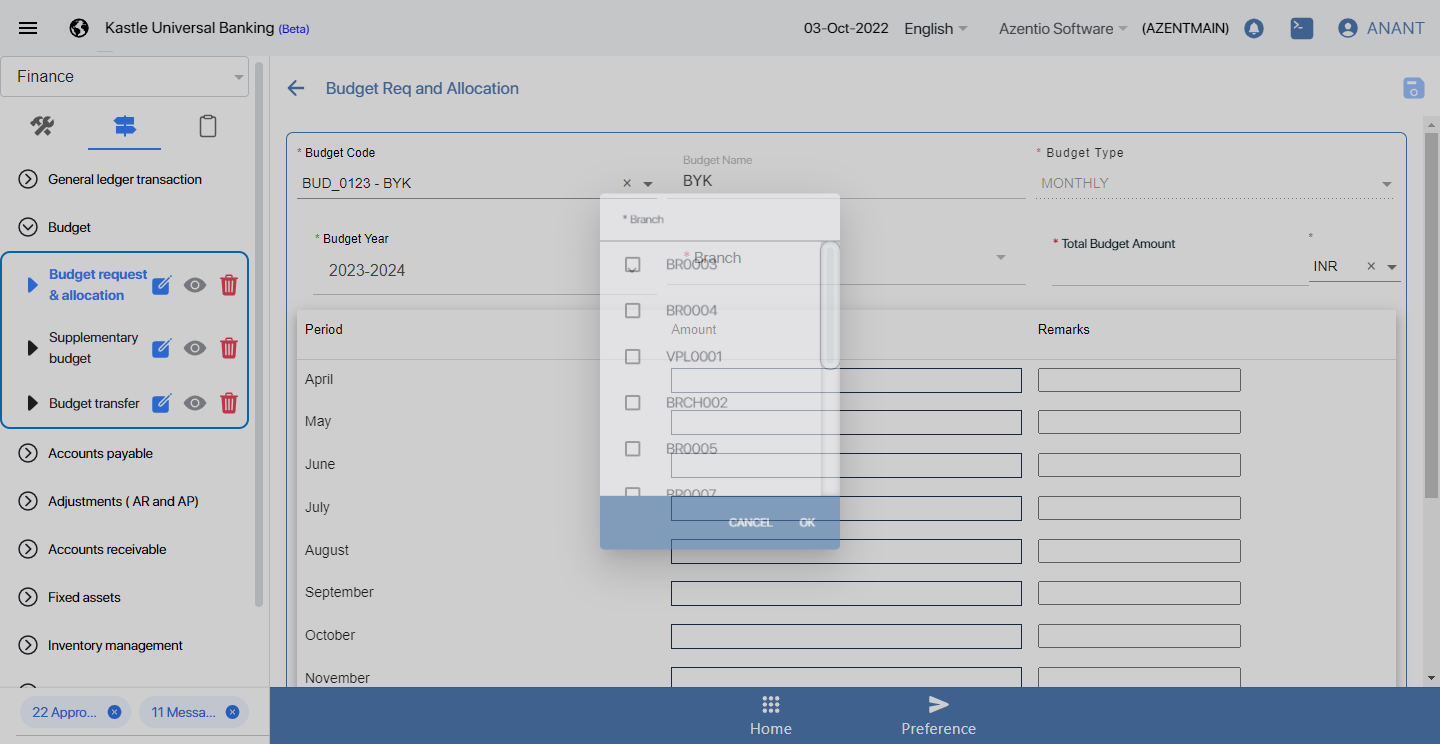 Kastle Universal Banking (Beta)
03-Oct-2022 English Azentio Software (AZENTMAIN) ANANT
Finance
Budget Req and Allocation
General ledger transaction
Budget
Budget request
& allocation
Supplementary
budget
Budget transfer
Accounts payable
Adjustments ( AR and AP)
Accounts receivable
Fixed assets
Inventory management
22 Appro...
11 Messa...
* Budget Code
BUD_0123 - BYK
Budget Name
BYK
* Budget Type
MONTHLY
* Budget Year
2023-2024
* Branch
* Total Budget Amount
*
INR
Period
Amount
Remarks
April
May
June
July
August
September
October
November
* Branch
BR0003
BR0004
VPL0001
BRCH002
BR0005
BR0007
CANCEL OK
Home
Preference